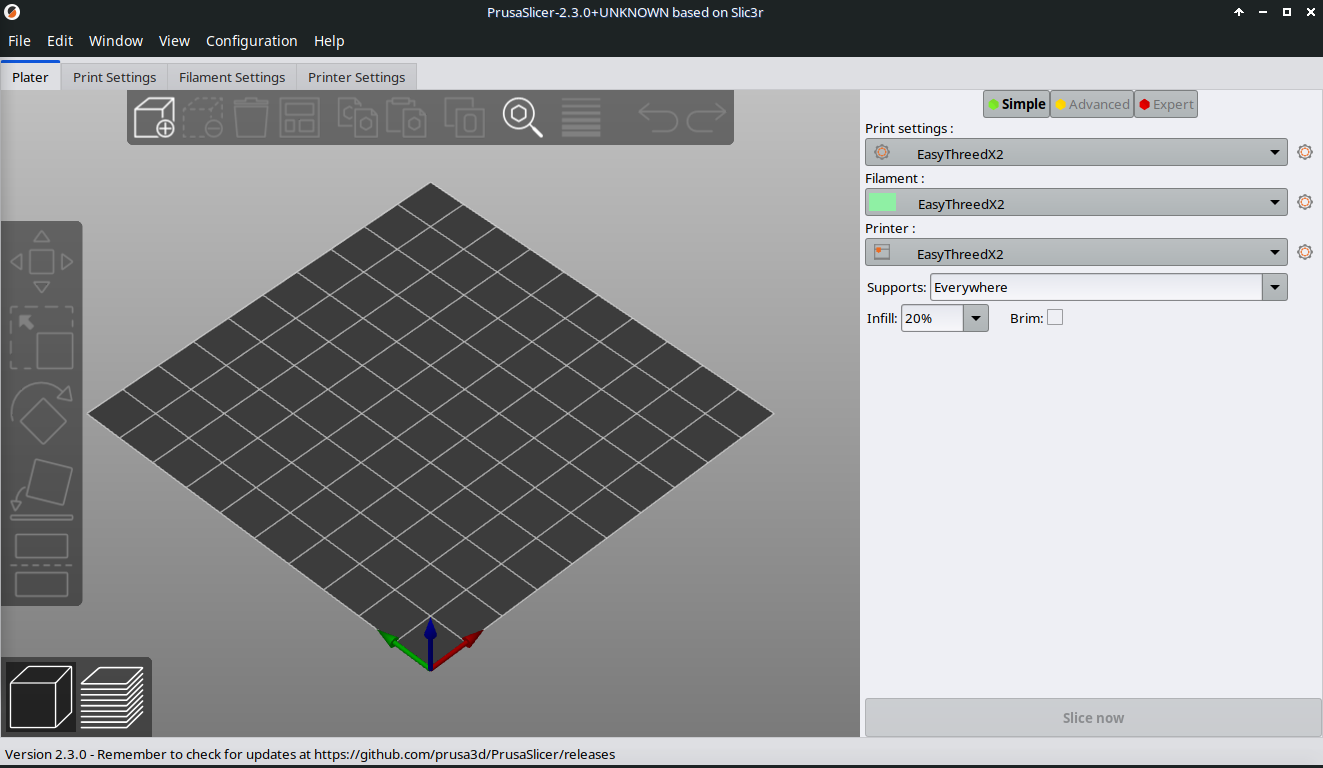 PrusaSlicer-2.3.0+UNKNOWN based on Slic3r
File Edit Window View Configuration Help
Plater Print Settings Filament Settings Printer Settings
Simple Advanced Expert
Print settings :
EasyThreedX2
Filament :
EasyThreedX2
Printer :
EasyThreedX2
Supports: Everywhere
Infill: 20% Brim:
Slice now
Version 2.3.0 - Remember to check for updates at https://github.com/prusa3d/PrusaSlicer/releases